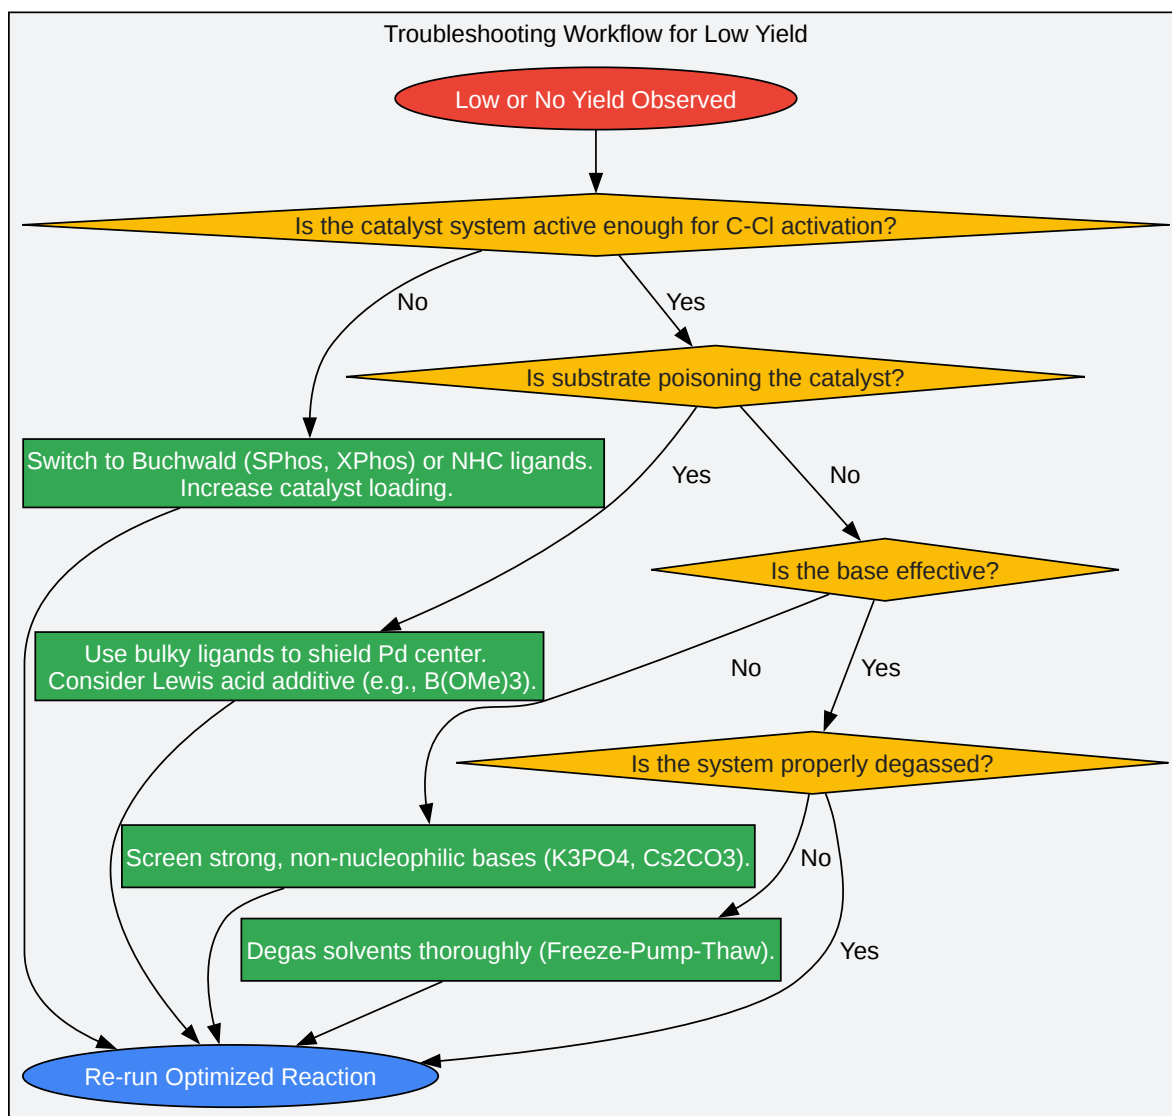 Troubleshooting Workflow for Low Yield
Low or No Yield Observed
Is the catalyst system active enough for C-Cl activation?
No
Yes
Is substrate poisoning the catalyst?
Switch to Buchwald (SPhos, XPhos) or NHC ligands.
Increase catalyst loading.
Yes
No
Is the base effective?
Use bulky ligands to shield Pd center.
Consider Lewis acid additive (e.g., B(OMe)3).
No
Yes
Is the system properly degassed?
Screen strong, non-nucleophilic bases (K3PO4, Cs2CO3).
No
Degas solvents thoroughly (Freeze-Pump-Thaw).
Yes
Re-run Optimized Reaction